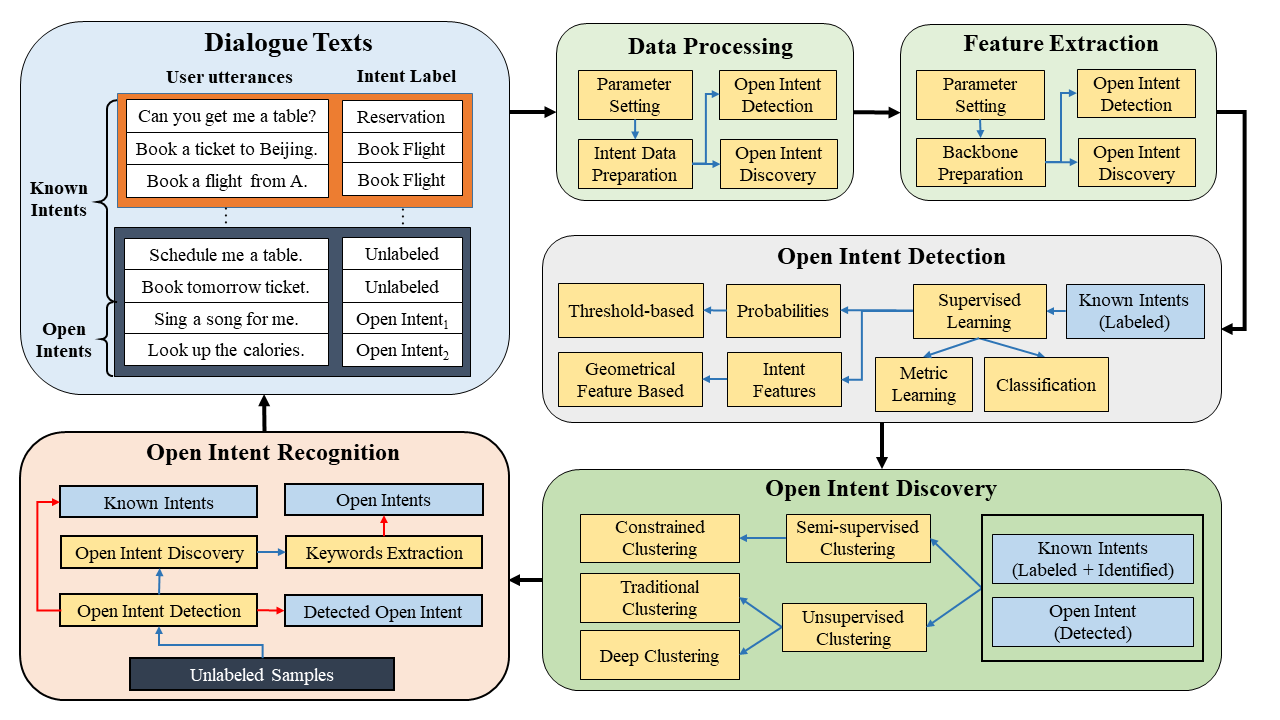 Dialogue Texts
User utterances
Intent Label
Known
Intents
Can you get me a table?
Reservation
Book a ticket to Beijing.
Book Flight
Book a flight from A.
Book Flight
⋮
⋮
Schedule me a table.
Unlabeled
Book tomorrow ticket.
Unlabeled
Open
Intents
Sing a song for me.
Open Intent₁
Look up the calories.
Open Intent₂
Data Processing
Parameter
Setting
Open Intent
Detection
Intent Data
Preparation
Open Intent
Discovery
Feature Extraction
Parameter
Setting
Open Intent
Detection
Backbone
Preparation
Open Intent
Discovery
Open Intent Detection
Threshold-based
Probabilities
Supervised
Learning
Known Intents
(Labeled)
Geometrical
Feature Based
Intent
Features
Metric
Learning
Classification
Open Intent Discovery
Constrained
Clustering
Semi-supervised
Clustering
Known Intents
(Labeled + Identified)
Traditional
Clustering
Unsupervised
Clustering
Open Intent
(Detected)
Deep Clustering
Open Intent Recognition
Known Intents
Open Intents
Open Intent Discovery
Keywords Extraction
Open Intent Detection
Detected Open Intent
Unlabeled Samples